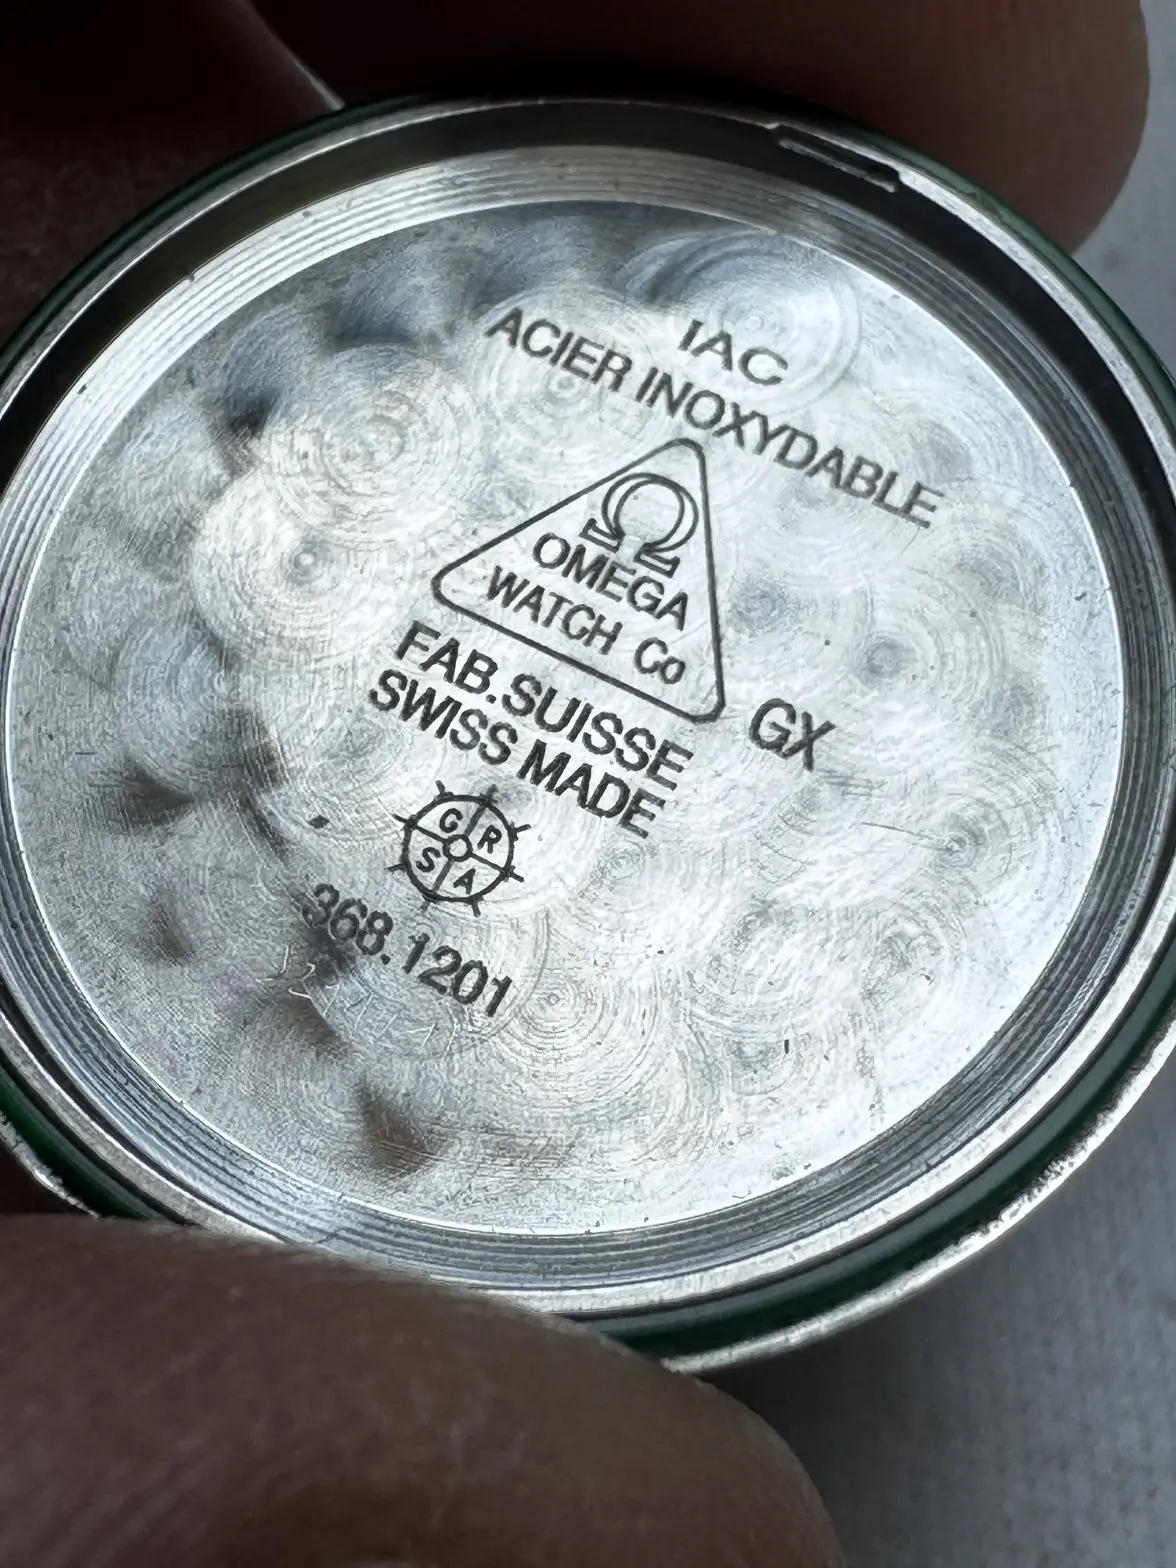 IAC
ACIER INOXYDABLE
Ω
OMEGA
WATCH Co
FAB.SUISSE
SWISS MADE
GX
G R
S A
368.1201